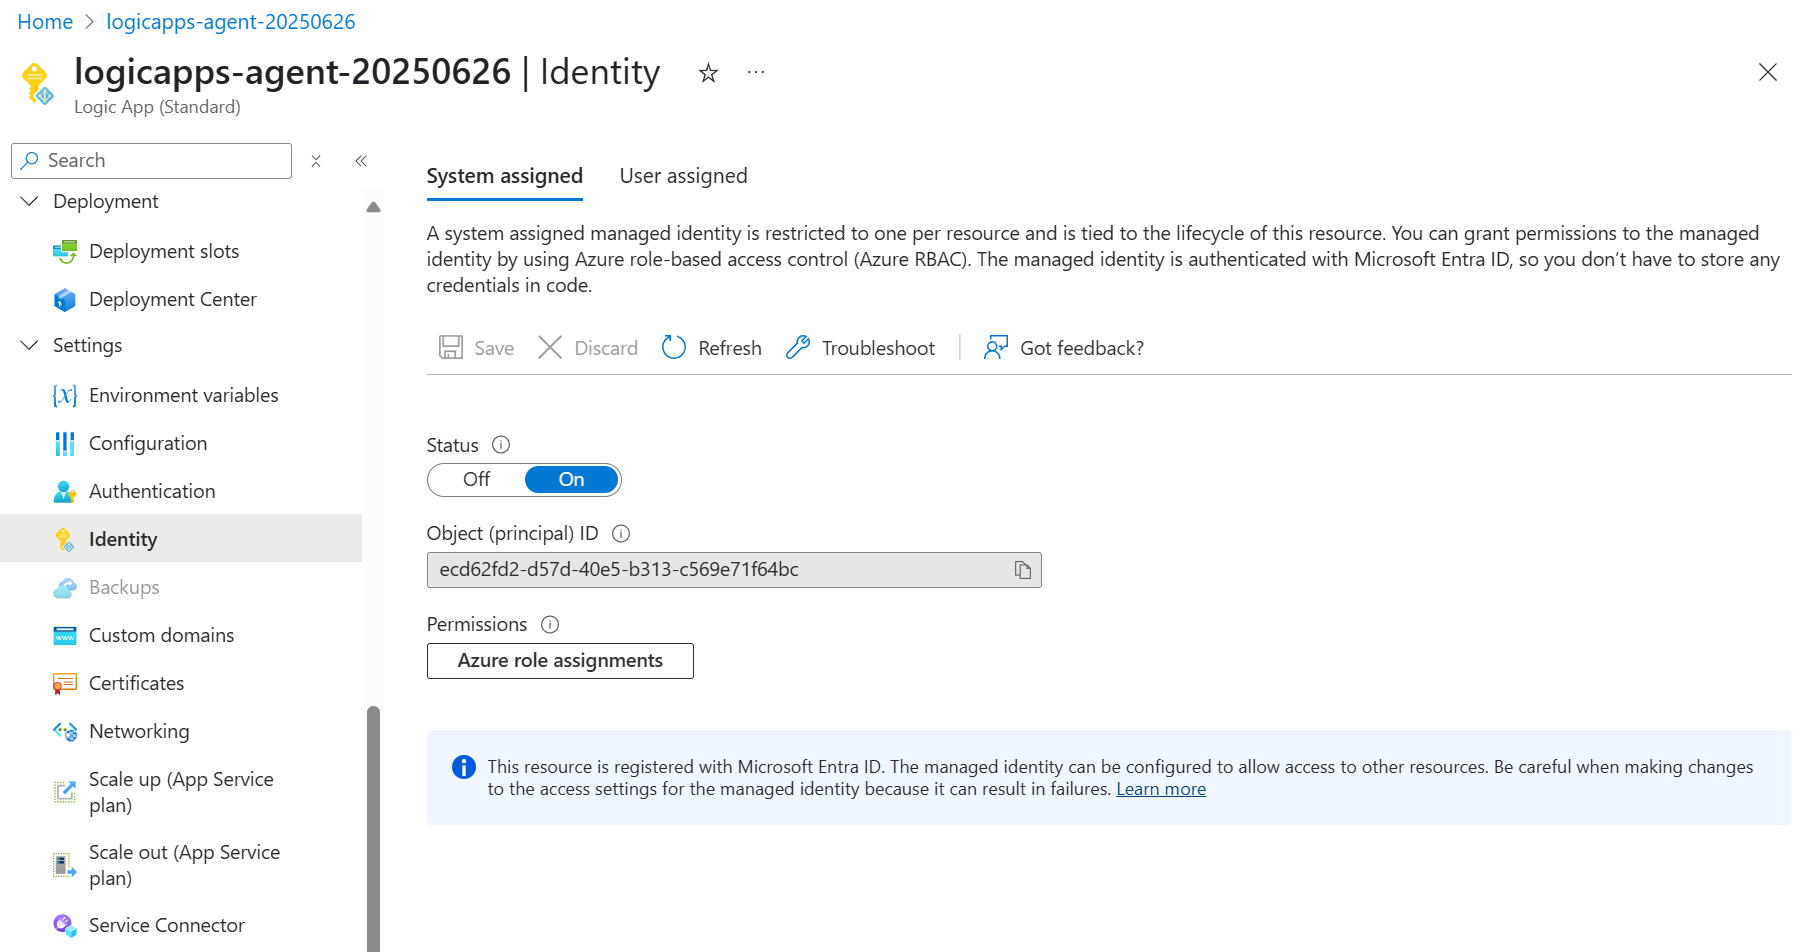 Home > logicapps-agent-20250626
logicapps-agent-20250626 | Identity
Logic App (Standard)
Search
Deployment
Deployment slots
Deployment Center
Settings
Environment variables
Configuration
Authentication
Identity
Backups
Custom domains
Certificates
Networking
Scale up (App Service
plan)
Scale out (App Service
plan)
Service Connector
System assigned User assigned
A system assigned managed identity is restricted to one per resource and is tied to the lifecycle of this resource. You can grant permissions to the managed
identity by using Azure role-based access control (Azure RBAC). The managed identity is authenticated with Microsoft Entra ID, so you don’t have to store any
credentials in code.
Save Discard Refresh Troubleshoot Got feedback?
Status
Off On
Object (principal) ID
ecd62fd2-d57d-40e5-b313-c569e71f64bc
Permissions
Azure role assignments
This resource is registered with Microsoft Entra ID. The managed identity can be configured to allow access to other resources. Be careful when making changes
to the access settings for the managed identity because it can result in failures. Learn more